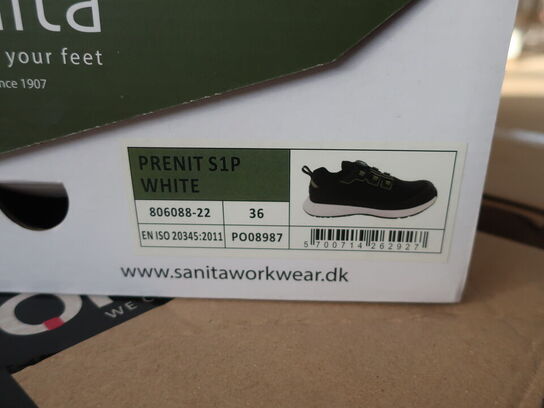 your feet
nce 1907
PRENIT S1P
WHITE
806088-22
36
EN ISO 20345:2011
PO08987
5 700714 262927
www.sanitaworkwear.dk
WE